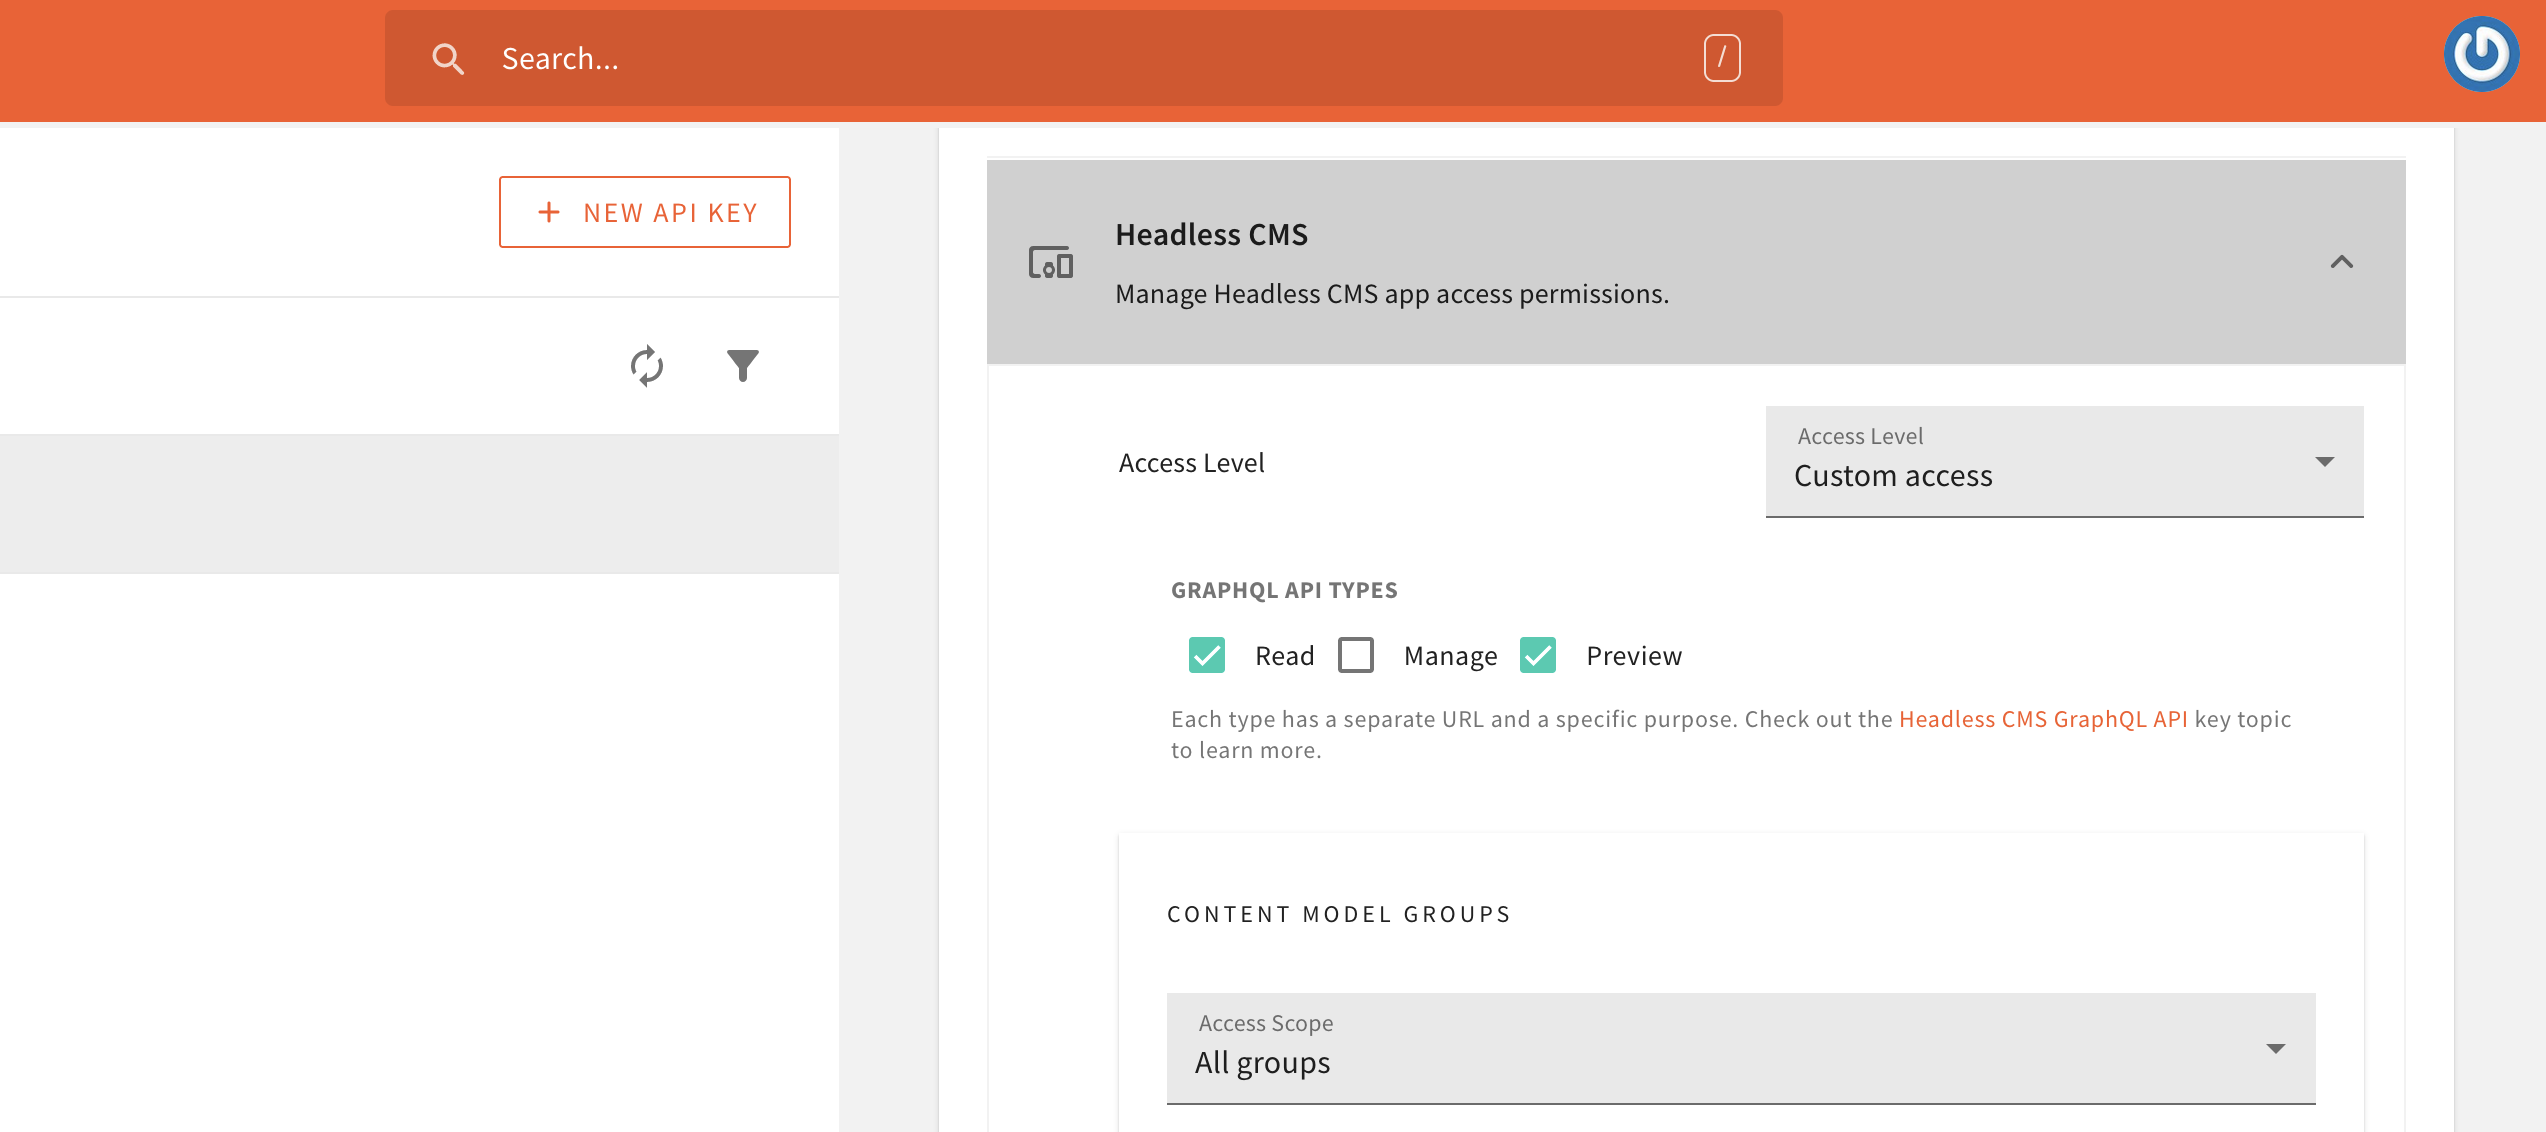 Search...
/
+ NEW API KEY
Headless CMS
Manage Headless CMS app access permissions.
Access Level
Access Level
Custom access
GRAPHQL API TYPES
Read Manage Preview
Each type has a separate URL and a specific purpose. Check out the Headless CMS GraphQL API key topic
to learn more.
CONTENT MODEL GROUPS
Access Scope
All groups